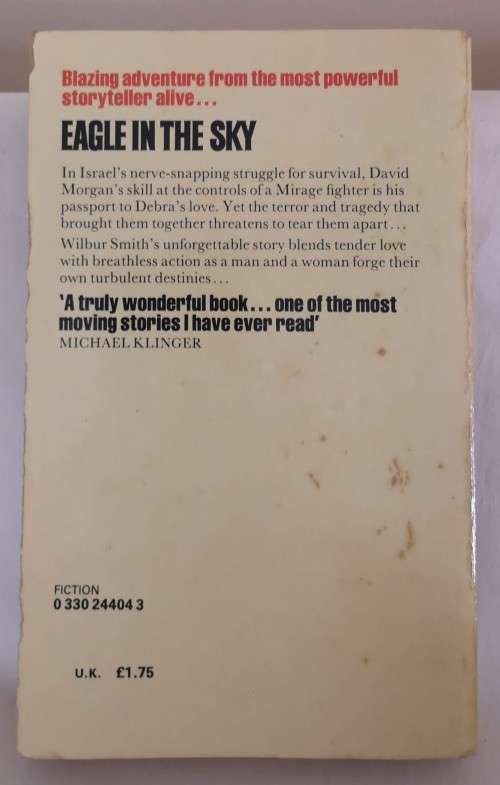 Blazing adventure from the most powerful
storyteller alive...
EAGLE IN THE SKY
In Israel's nerve-snapping struggle for survival, David
Morgan's skill at the controls of a Mirage fighter is his
passport to Debra's love. Yet the terror and tragedy that
brought them together threatens to tear them apart...
Wilbur Smith's unforgettable story blends tender love
with breathless action as a man and a woman forge their
own turbulent destinies...
'A truly wonderful book... one of the most
moving stories I have ever read'
MICHAEL KLINGER
FICTION
0 330 24404 3
U.K. £1.75